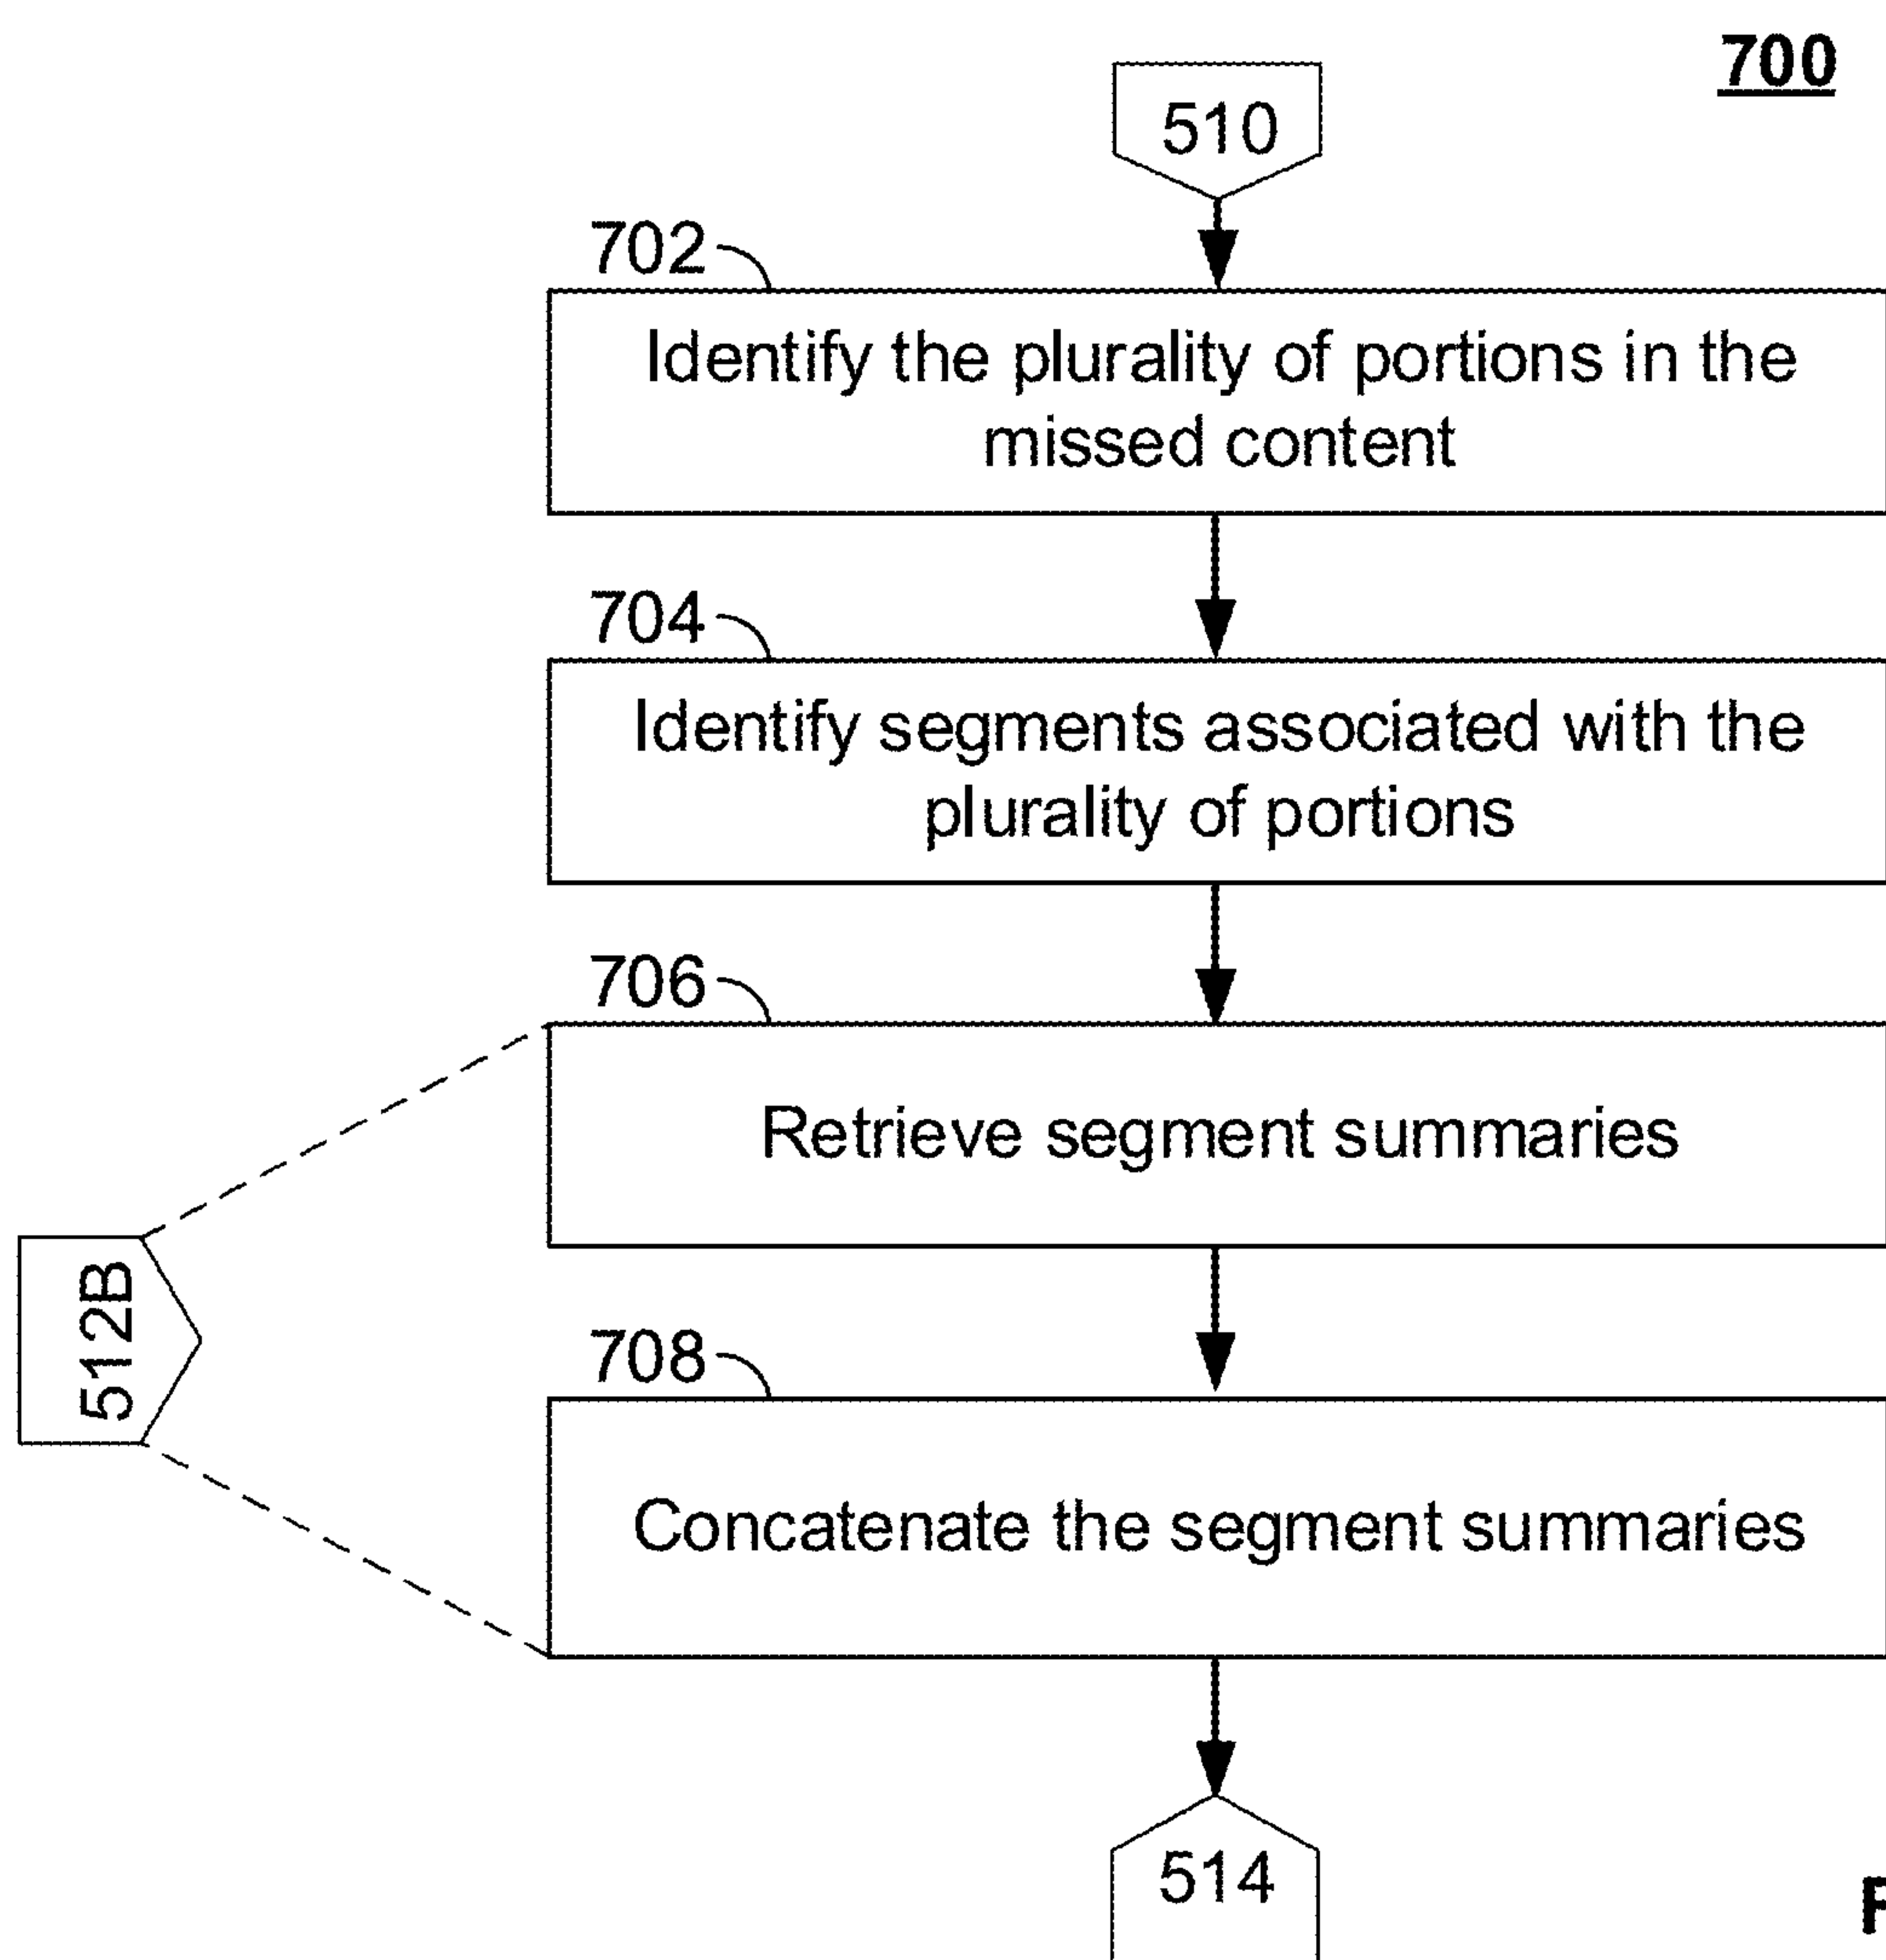 700
510
702
Identify the plurality of portions in the
missed content
704
Identify segments associated with the
plurality of portions
706
Retrieve segment summaries
512B
708
Concatenate the segment summaries
514